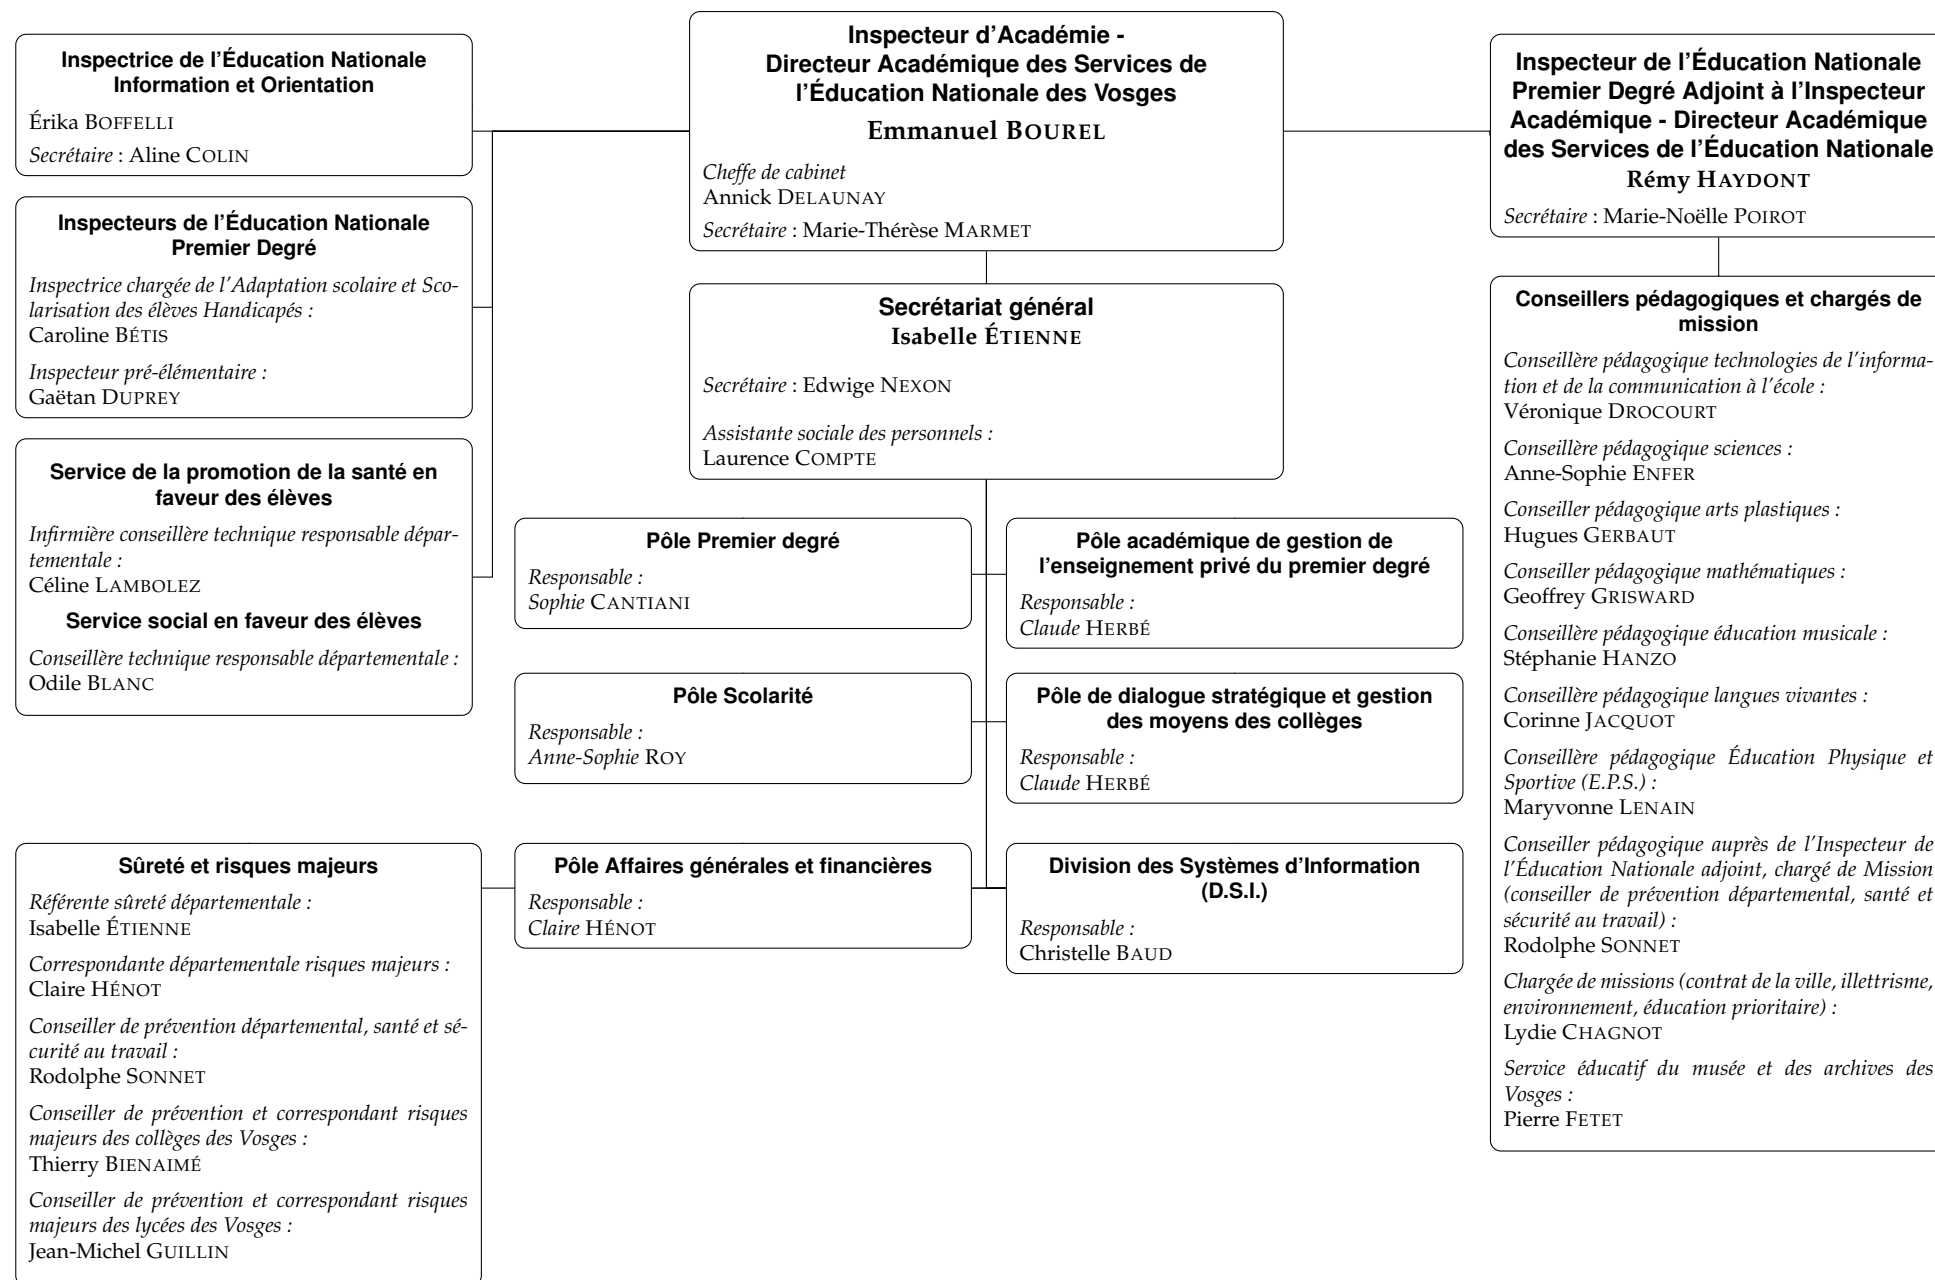 Inspectrice de l'Éducation Nationale
Information et Orientation
Érika BOFFELLI
Secrétaire : Aline COLIN
Inspecteurs de l'Éducation Nationale
Premier Degré
Inspectrice chargée de l'Adaptation scolaire et Sco-
larisation des élèves Handicapés :
Caroline BÉTIS
Inspecteur pré-élémentaire :
Gaëtan DUPREY
Service de la promotion de la santé en
faveur des élèves
Infirmière conseillère technique responsable dépar-
tementale :
Céline LAMBOLEZ
Service social en faveur des élèves
Conseillère technique responsable départementale :
Odile BLANC
Inspecteur d'Académie -
Directeur Académique des Services de
l'Éducation Nationale des Vosges
Emmanuel BOUREL
Cheffe de cabinet
Annick DELAUNAY
Secrétaire : Marie-Thérèse MARMET
Secrétariat général
Isabelle ÉTIENNE
Secrétaire : Edwige NEXON
Assistante sociale des personnels :
Laurence COMPTE
Pôle Premier degré
Responsable :
Sophie CANTIANI
Pôle académique de gestion de
l'enseignement privé du premier degré
Responsable :
Claude HERBÉ
Pôle Scolarité
Responsable :
Anne-Sophie ROY
Pôle de dialogue stratégique et gestion
des moyens des collèges
Responsable :
Claude HERBÉ
Sûreté et risques majeurs
Référente sûreté départementale :
Isabelle ÉTIENNE
Correspondante départementale risques majeurs :
Claire HÉNOT
Conseiller de prévention départemental, santé et sé-
curité au travail :
Rodolphe SONNET
Conseiller de prévention et correspondant risques
majeurs des collèges des Vosges :
Thierry BIENAIMÉ
Conseiller de prévention et correspondant risques
majeurs des lycées des Vosges :
Jean-Michel GUILLIN
Pôle Affaires générales et financières
Responsable :
Claire HÉNOT
Division des Systèmes d'Information
(D.S.I.)
Responsable :
Christelle BAUD
Inspecteur de l'Éducation Nationale
Premier Degré Adjoint à l'Inspecteur
Académique - Directeur Académique
des Services de l'Éducation Nationale
Rémy HAYDONT
Secrétaire : Marie-Noëlle POIROT
Conseillers pédagogiques et chargés de
mission
Conseillère pédagogique technologies de l'informa-
tion et de la communication à l'école :
Véronique DROCOURT
Conseillère pédagogique sciences :
Anne-Sophie ENFER
Conseiller pédagogique arts plastiques :
Hugues GERBAUT
Conseiller pédagogique mathématiques :
Geoffrey GRISWARD
Conseillère pédagogique éducation musicale :
Stéphanie HANZO
Conseillère pédagogique langues vivantes :
Corinne JACQUOT
Conseillère pédagogique Éducation Physique et
Sportive (E.P.S.) :
Maryvonne LENAIN
Conseiller pédagogique auprès de l'Inspecteur de
l'Éducation Nationale adjoint, chargé de Mission
(conseiller de prévention départemental, santé et
sécurité au travail) :
Rodolphe SONNET
Chargée de missions (contrat de la ville, illettrisme,
environnement, éducation prioritaire) :
Lydie CHAGNOT
Service éducatif du musée et des archives des
Vosges :
Pierre FETET